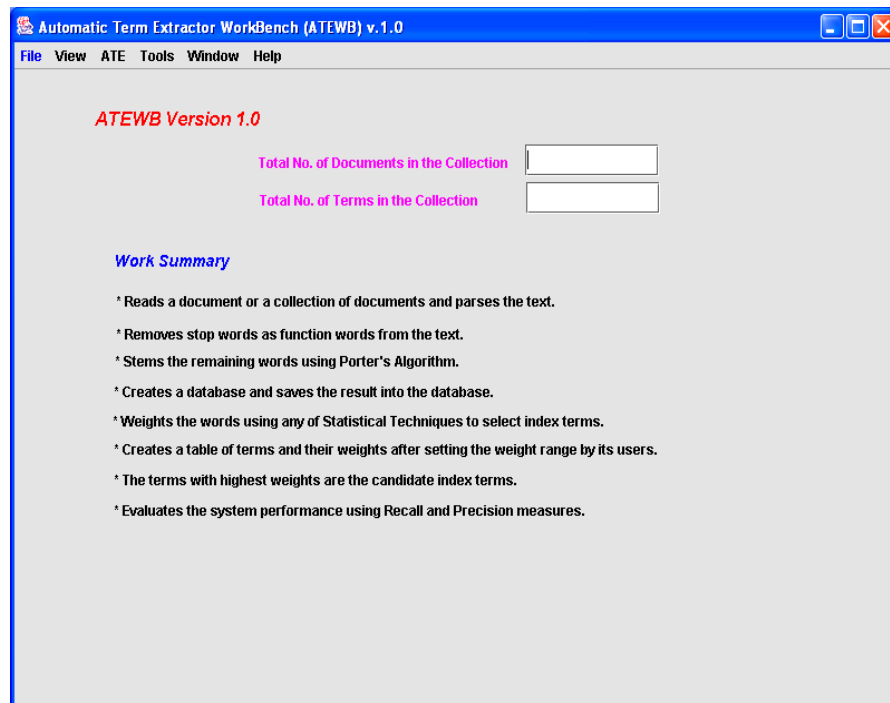 Automatic Term Extractor WorkBench (ATEWB) v.1.0
File View ATE Tools Window Help
ATEWB Version 1.0
Total No. of Documents in the Collection
Total No. of Terms in the Collection
Work Summary
* Reads a document or a collection of documents and parses the text.
* Removes stop words as function words from the text.
* Stems the remaining words using Porter's Algorithm.
* Creates a database and saves the result into the database.
* Weights the words using any of Statistical Techniques to select index terms.
* Creates a table of terms and their weights after setting the weight range by its users.
* The terms with highest weights are the candidate index terms.
* Evaluates the system performance using Recall and Precision measures.